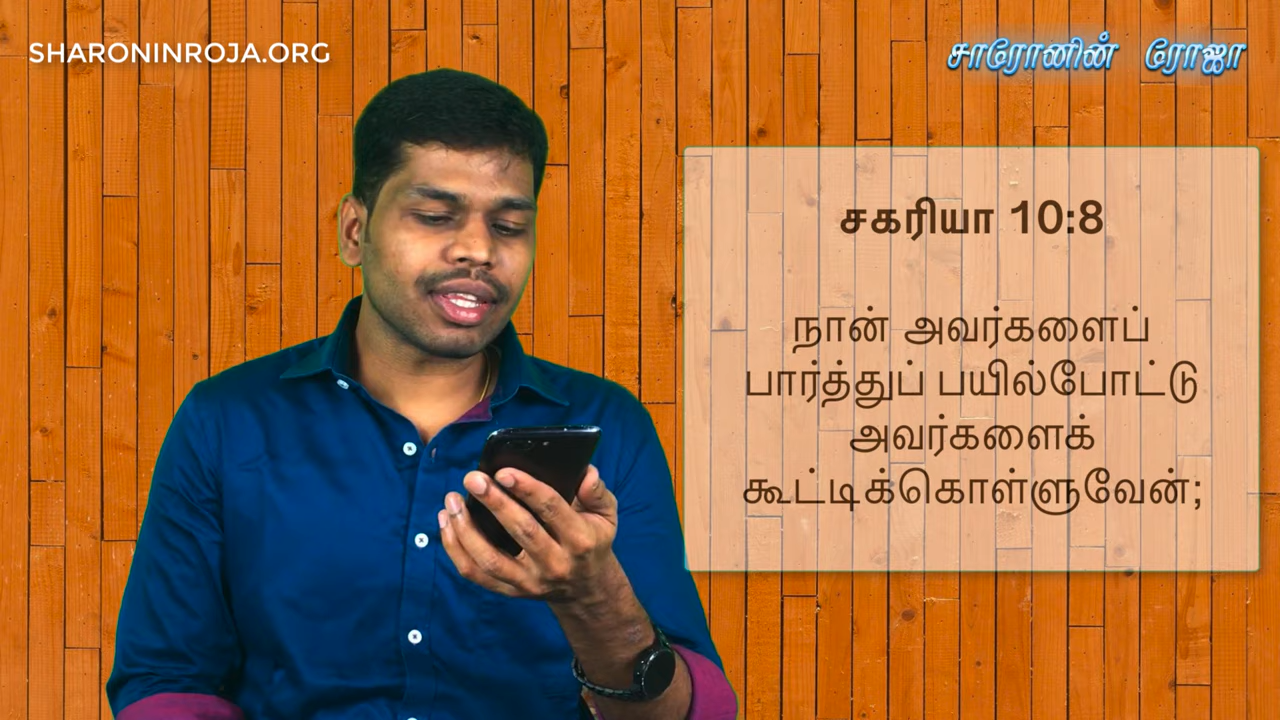 SHARONINROJA.ORG
சாரோனின் ரோஜா
சகரியா 10:8
நான் அவர்களைப்
பார்த்துப் பயில்போட்டு
அவர்களைக்
கூட்டிக்கொள்ளுவேன்;